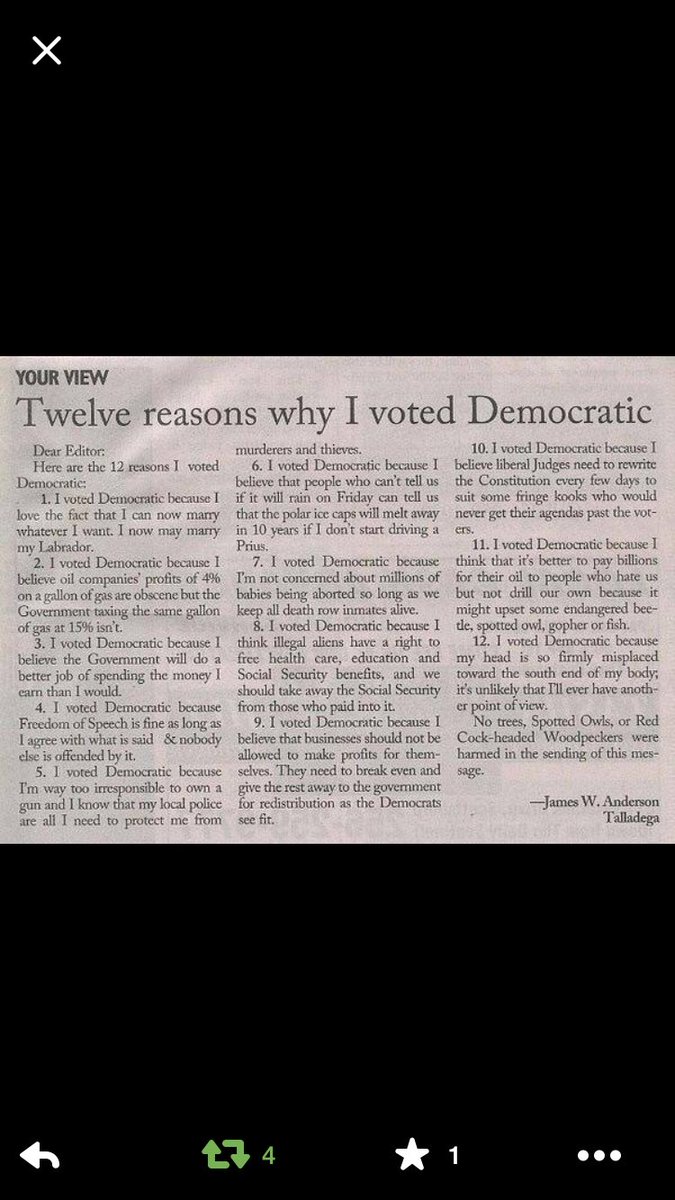 YOUR VIEW
Twelve reasons why I voted Democratic
Dear Editor:
Here are the 12 reasons I voted
Democratic:
1. I voted Democratic because I
love the fact that I can now marry
whatever I want. I now may marry
my Labrador.
2. I voted Democratic because I
believe oil companies' profits of 4%
on a gallon of gas are obscene but the
Government taxing the same gallon
of gas at 15% isn't.
3. I voted Democratic because I
believe the Government will do a
better job of spending the money I
earn than I would.
4. I voted Democratic because
Freedom of Speech is fine as long as
I agree with what is said & nobody
else is offended by it.
5. I voted Democratic because
I'm way too irresponsible to own a
gun and I know that my local police
are all I need to protect me from
murderers and thieves.
6. I voted Democratic because I
believe that people who can't tell us
if it will rain on Friday can tell us
that the polar ice caps will melt away
in 10 years if I don't start driving a
Prius.
7. I voted Democratic because
I'm not concerned about millions of
babies being aborted so long as we
keep all death row inmates alive.
8. I voted Democratic because I
think illegal aliens have a right to
free health care, education and
Social Security benefits, and we
should take away the Social Security
from those who paid into it.
9. I voted Democratic because I
believe that businesses should not be
allowed to make profits for them-
selves. They need to break even and
give the rest away to the government
for redistribution as the Democrats
see fit.
10. I voted Democratic because I
believe liberal Judges need to rewrite
the Constitution every few days to
suit some fringe kooks who would
never get their agendas past the vot-
ers.
11. I voted Democratic because I
think that it's better to pay billions
for their oil to people who hate us
but not drill our own because it
might upset some endangered bee-
tle, spotted owl, gopher or fish.
12. I voted Democratic because
my head is so firmly misplaced
toward the south end of my body;
it's unlikely that I'll ever have anoth-
er point of view.
No trees, Spotted Owls, or Red
Cock-headed Woodpeckers were
harmed in the sending of this mes-
sage.
—James W. Anderson
Talladega
4
1